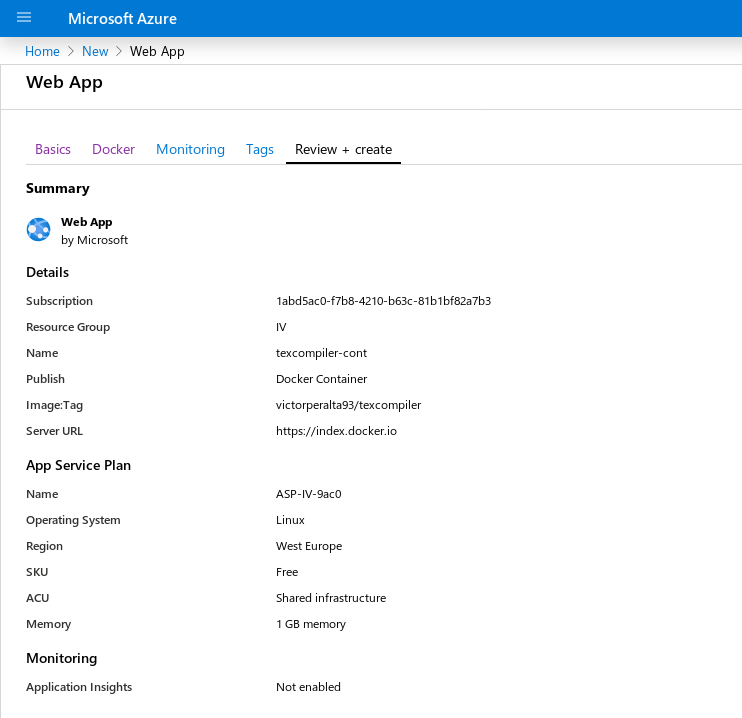 Microsoft Azure
Home > New > Web App
Web App
Basics Docker Monitoring Tags Review + create
Summary
Web App
by Microsoft
Details
Subscription 1abd5ac0-f7b8-4210-b63c-81b1bf82a7b3
Resource Group IV
Name texcompiler-cont
Publish Docker Container
Image:Tag victorperalta93/texcompiler
Server URL https://index.docker.io
App Service Plan
Name ASP-IV-9ac0
Operating System Linux
Region West Europe
SKU Free
ACU Shared infrastructure
Memory 1 GB memory
Monitoring
Application Insights Not enabled